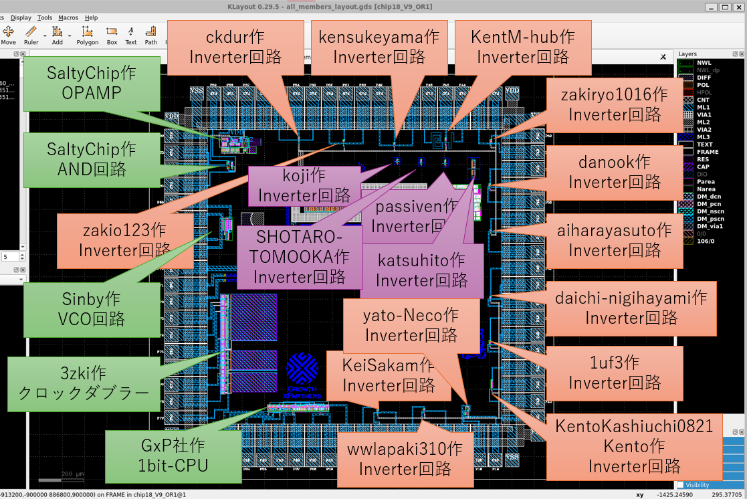 KLayout 0.29.5 - all_members_layout.gds [chip18_V9_OR1]
Display Tools Macros Help
Move Ruler Add Polygon Box Text Path
Layers
ckdur作
Inverter回路
kensukeyama作
Inverter回路
KentM-hub作
Inverter回路
SaltyChip作
OPAMP
zakiryo1016作
Inverter回路
SaltyChip作
AND回路
danook作
Inverter回路
koji作
Inverter回路
passiven作
Inverter回路
zakio123作
Inverter回路
SHOTARO-
TOMOOKA作
Inverter回路
katsuhito作
Inverter回路
aiharayasuto作
Inverter回路
Sinby作
VCO回路
daichi-nigihayami作
Inverter回路
yato-Neco作
Inverter回路
3zki作
クロックダブラー
KeiSakam作
Inverter回路
1uf3作
Inverter回路
GxP社作
1bit-CPU
wwlapaki310作
Inverter回路
KentoKashiuchi0821
Kento作
Inverter回路
VSS
VDD
VDD
VSS
VDD
NWL
NWL_dp
DIFF
POL
HPOL
CNT
ML1
VIA1
ML2
VIA2
ML3
TEXT
FRAME
RES
CAP
DIO
Parea
Narea
DM_dcn
DM_pcn
DM_nscn
DM_pscn
DM_via1
0/0
106/0
5
200 µm
Visibility
-913200,-900000 886800,900000) on FRAME in chip18_V9_OR1@1
xy -1425.24590 295.37705